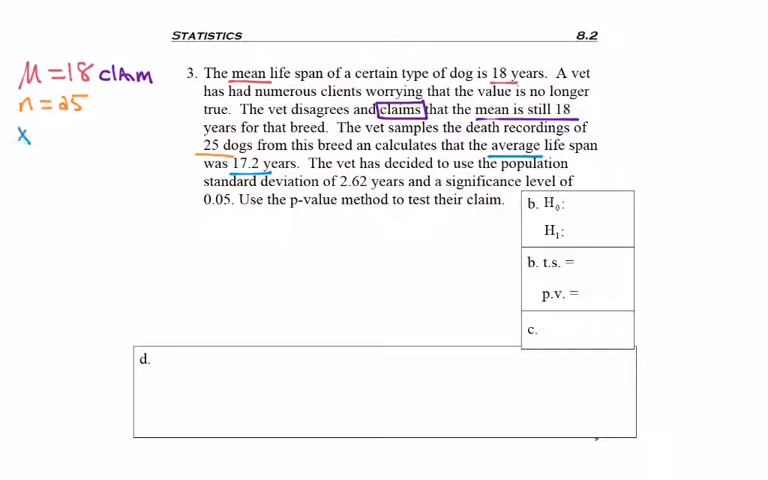 STATISTICS 8.2
M = 18 clAim
n = 25
x
3. The mean life span of a certain type of dog is 18 years. A vet
has had numerous clients worrying that the value is no longer
true. The vet disagrees and claims that the mean is still 18
years for that breed. The vet samples the death recordings of
25 dogs from this breed an calculates that the average life span
was 17.2 years. The vet has decided to use the population
standard deviation of 2.62 years and a significance level of
0.05. Use the p-value method to test their claim.
b. H₀:
H₁:
b. t.s. =
p.v. =
c.
d.